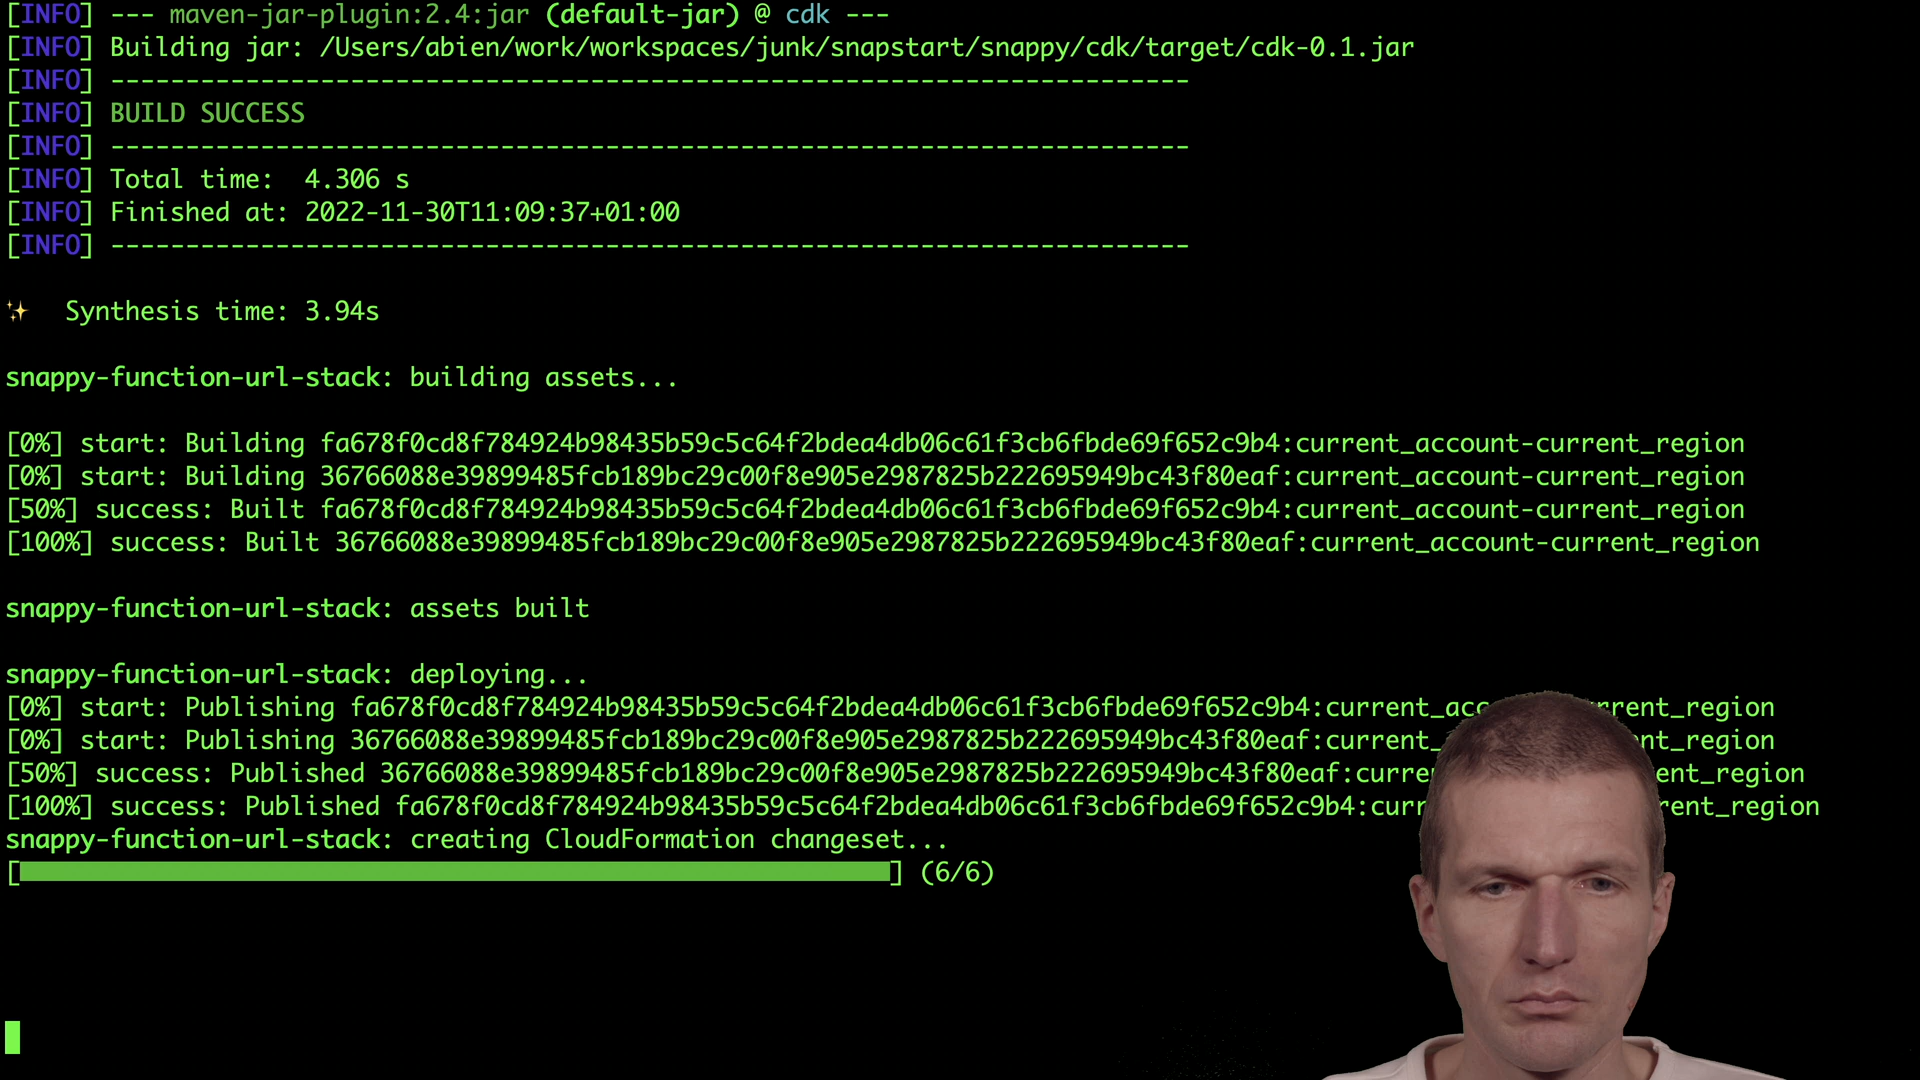 [INFO] --- maven-jar-plugin:2.4:jar (default-jar) @ cdk ---
[INFO] Building jar: /Users/abien/work/workspaces/junk/snapstart/snappy/cdk/target/cdk-0.1.jar
[INFO] ------------------------------------------------------------------------
[INFO] BUILD SUCCESS
[INFO] ------------------------------------------------------------------------
[INFO] Total time:  4.306 s
[INFO] Finished at: 2022-11-30T11:09:37+01:00
[INFO] ------------------------------------------------------------------------
✨  Synthesis time: 3.94s
snappy-function-url-stack: building assets...
[0%] start: Building fa678f0cd8f784924b98435b59c5c64f2bdea4db06c61f3cb6fbde69f652c9b4:current_account-current_region
[0%] start: Building 36766088e39899485fcb189bc29c00f8e905e2987825b222695949bc43f80eaf:current_account-current_region
[50%] success: Built fa678f0cd8f784924b98435b59c5c64f2bdea4db06c61f3cb6fbde69f652c9b4:current_account-current_region
[100%] success: Built 36766088e39899485fcb189bc29c00f8e905e2987825b222695949bc43f80eaf:current_account-current_region
snappy-function-url-stack: assets built
snappy-function-url-stack: deploying...
[0%] start: Publishing fa678f0cd8f784924b98435b59c5c64f2bdea4db06c61f3cb6fbde69f652c9b4:current_acc rrent_region
[0%] start: Publishing 36766088e39899485fcb189bc29c00f8e905e2987825b222695949bc43f80eaf:current_ nt_region
[50%] success: Published 36766088e39899485fcb189bc29c00f8e905e2987825b222695949bc43f80eaf:curre ent_region
[100%] success: Published fa678f0cd8f784924b98435b59c5c64f2bdea4db06c61f3cb6fbde69f652c9b4:curr rent_region
snappy-function-url-stack: creating CloudFormation changeset...
[] (6/6)